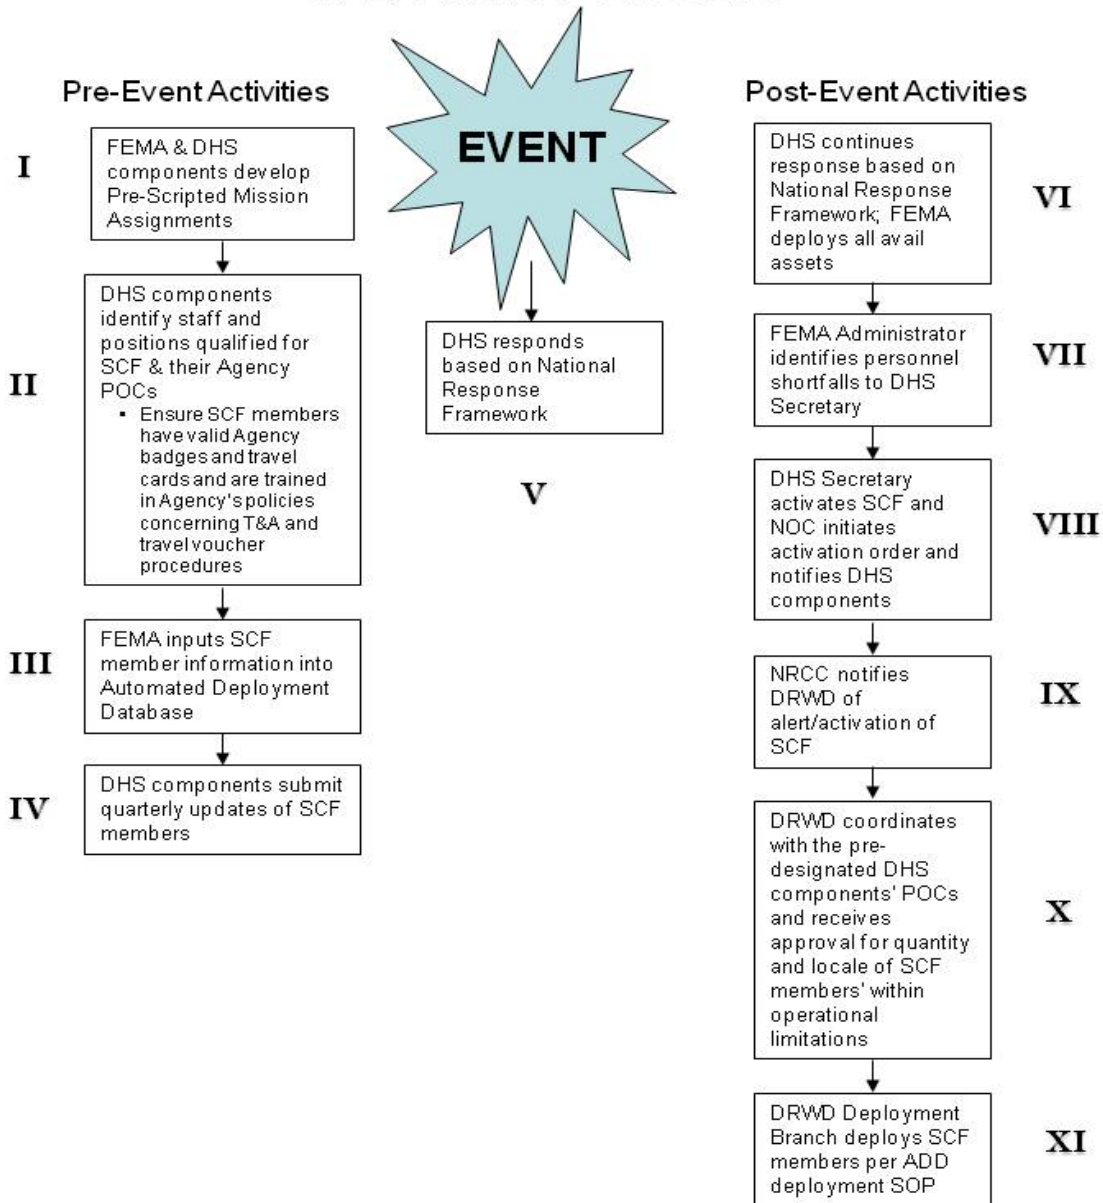 Pre-Event Activities
I
FEMA & DHS
components develop
Pre-Scripted Mission
Assignments
II
DHS components
identify staff and
positions qualified for
SCF & their Agency
POCs
▪ Ensure SCF members
have valid Agency
badges and travel
cards and are trained
in Agency's policies
concerning T&A and
travel voucher
procedures
III
FEMA inputs SCF
member information into
Automated Deployment
Database
IV
DHS components submit
quarterly updates of SCF
members
EVENT
DHS responds
based on National
Response
Framework
V
Post-Event Activities
DHS continues
response based on
National Response
Framework; FEMA
deploys all avail
assets
VI
FEMA Administrator
identifies personnel
shortfalls to DHS
Secretary
VII
DHS Secretary
activates SCF and
NOC initiates
activation order and
notifies DHS
components
VIII
NRCC notifies
DRWD of
alert/activation of
SCF
IX
DRWD coordinates
with the pre-
designated DHS
components' POCs
and receives
approval for quantity
and locale of SCF
members' within
operational
limitations
X
DRWD Deployment
Branch deploys SCF
members per ADD
deployment SOP
XI